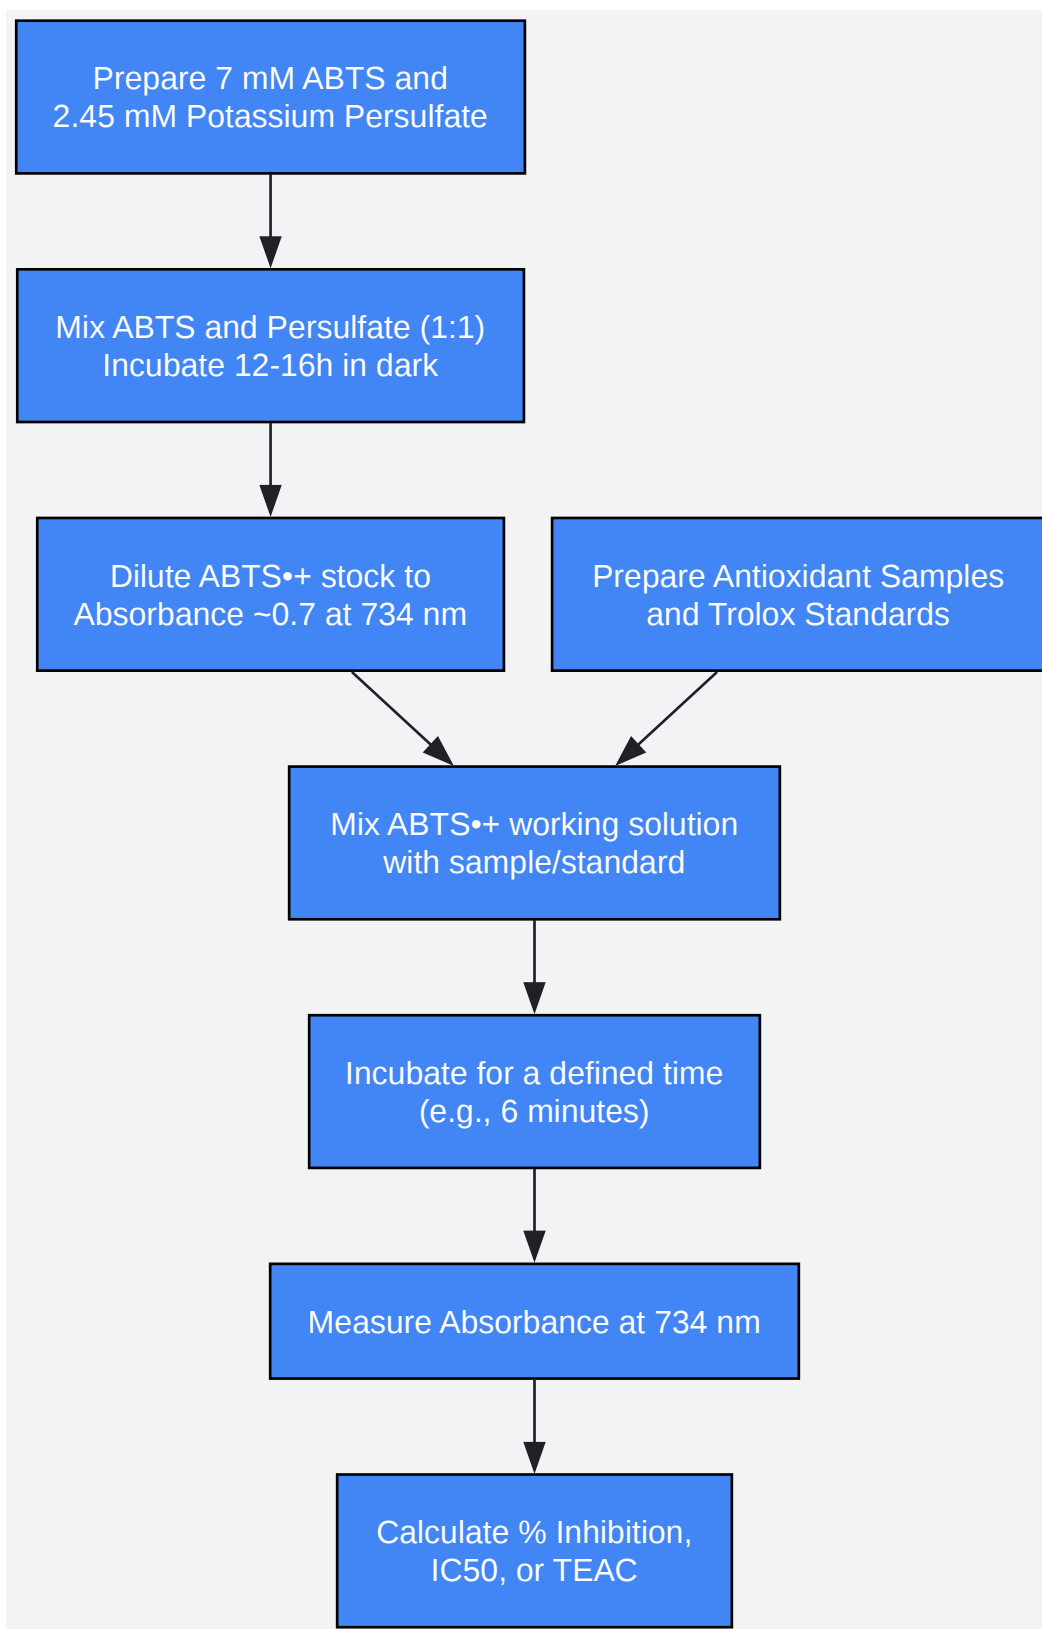 Prepare 7 mM ABTS and
2.45 mM Potassium Persulfate
Mix ABTS and Persulfate (1:1)
Incubate 12-16h in dark
Dilute ABTS•+ stock to
Absorbance ~0.7 at 734 nm
Prepare Antioxidant Samples
and Trolox Standards
Mix ABTS•+ working solution
with sample/standard
Incubate for a defined time
(e.g., 6 minutes)
Measure Absorbance at 734 nm
Calculate % Inhibition,
IC50, or TEAC